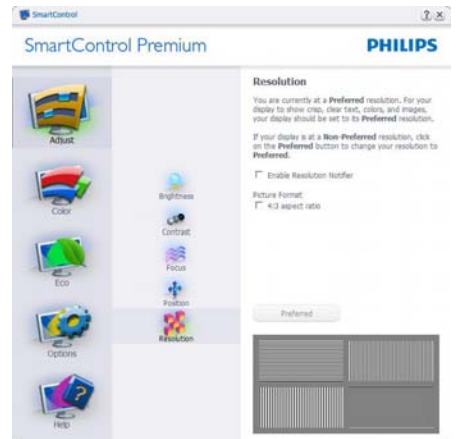 SmartControl
SmartControl Premium
PHILIPS
Adjust
Color
Eco
Options
Help
Brightness
Contrast
Focus
Position
Resolution
Resolution
You are currently at a Preferred resolution. For your
display to show crisp, clear text, colors, and images,
your display should be set to its Preferred resolution.
If your display is at a Non-Preferred resolution, click
on the Preferred button to change your resolution to
Preferred.
Enable Resolution Notifier
Picture Format
4:3 aspect ratio
Preferred